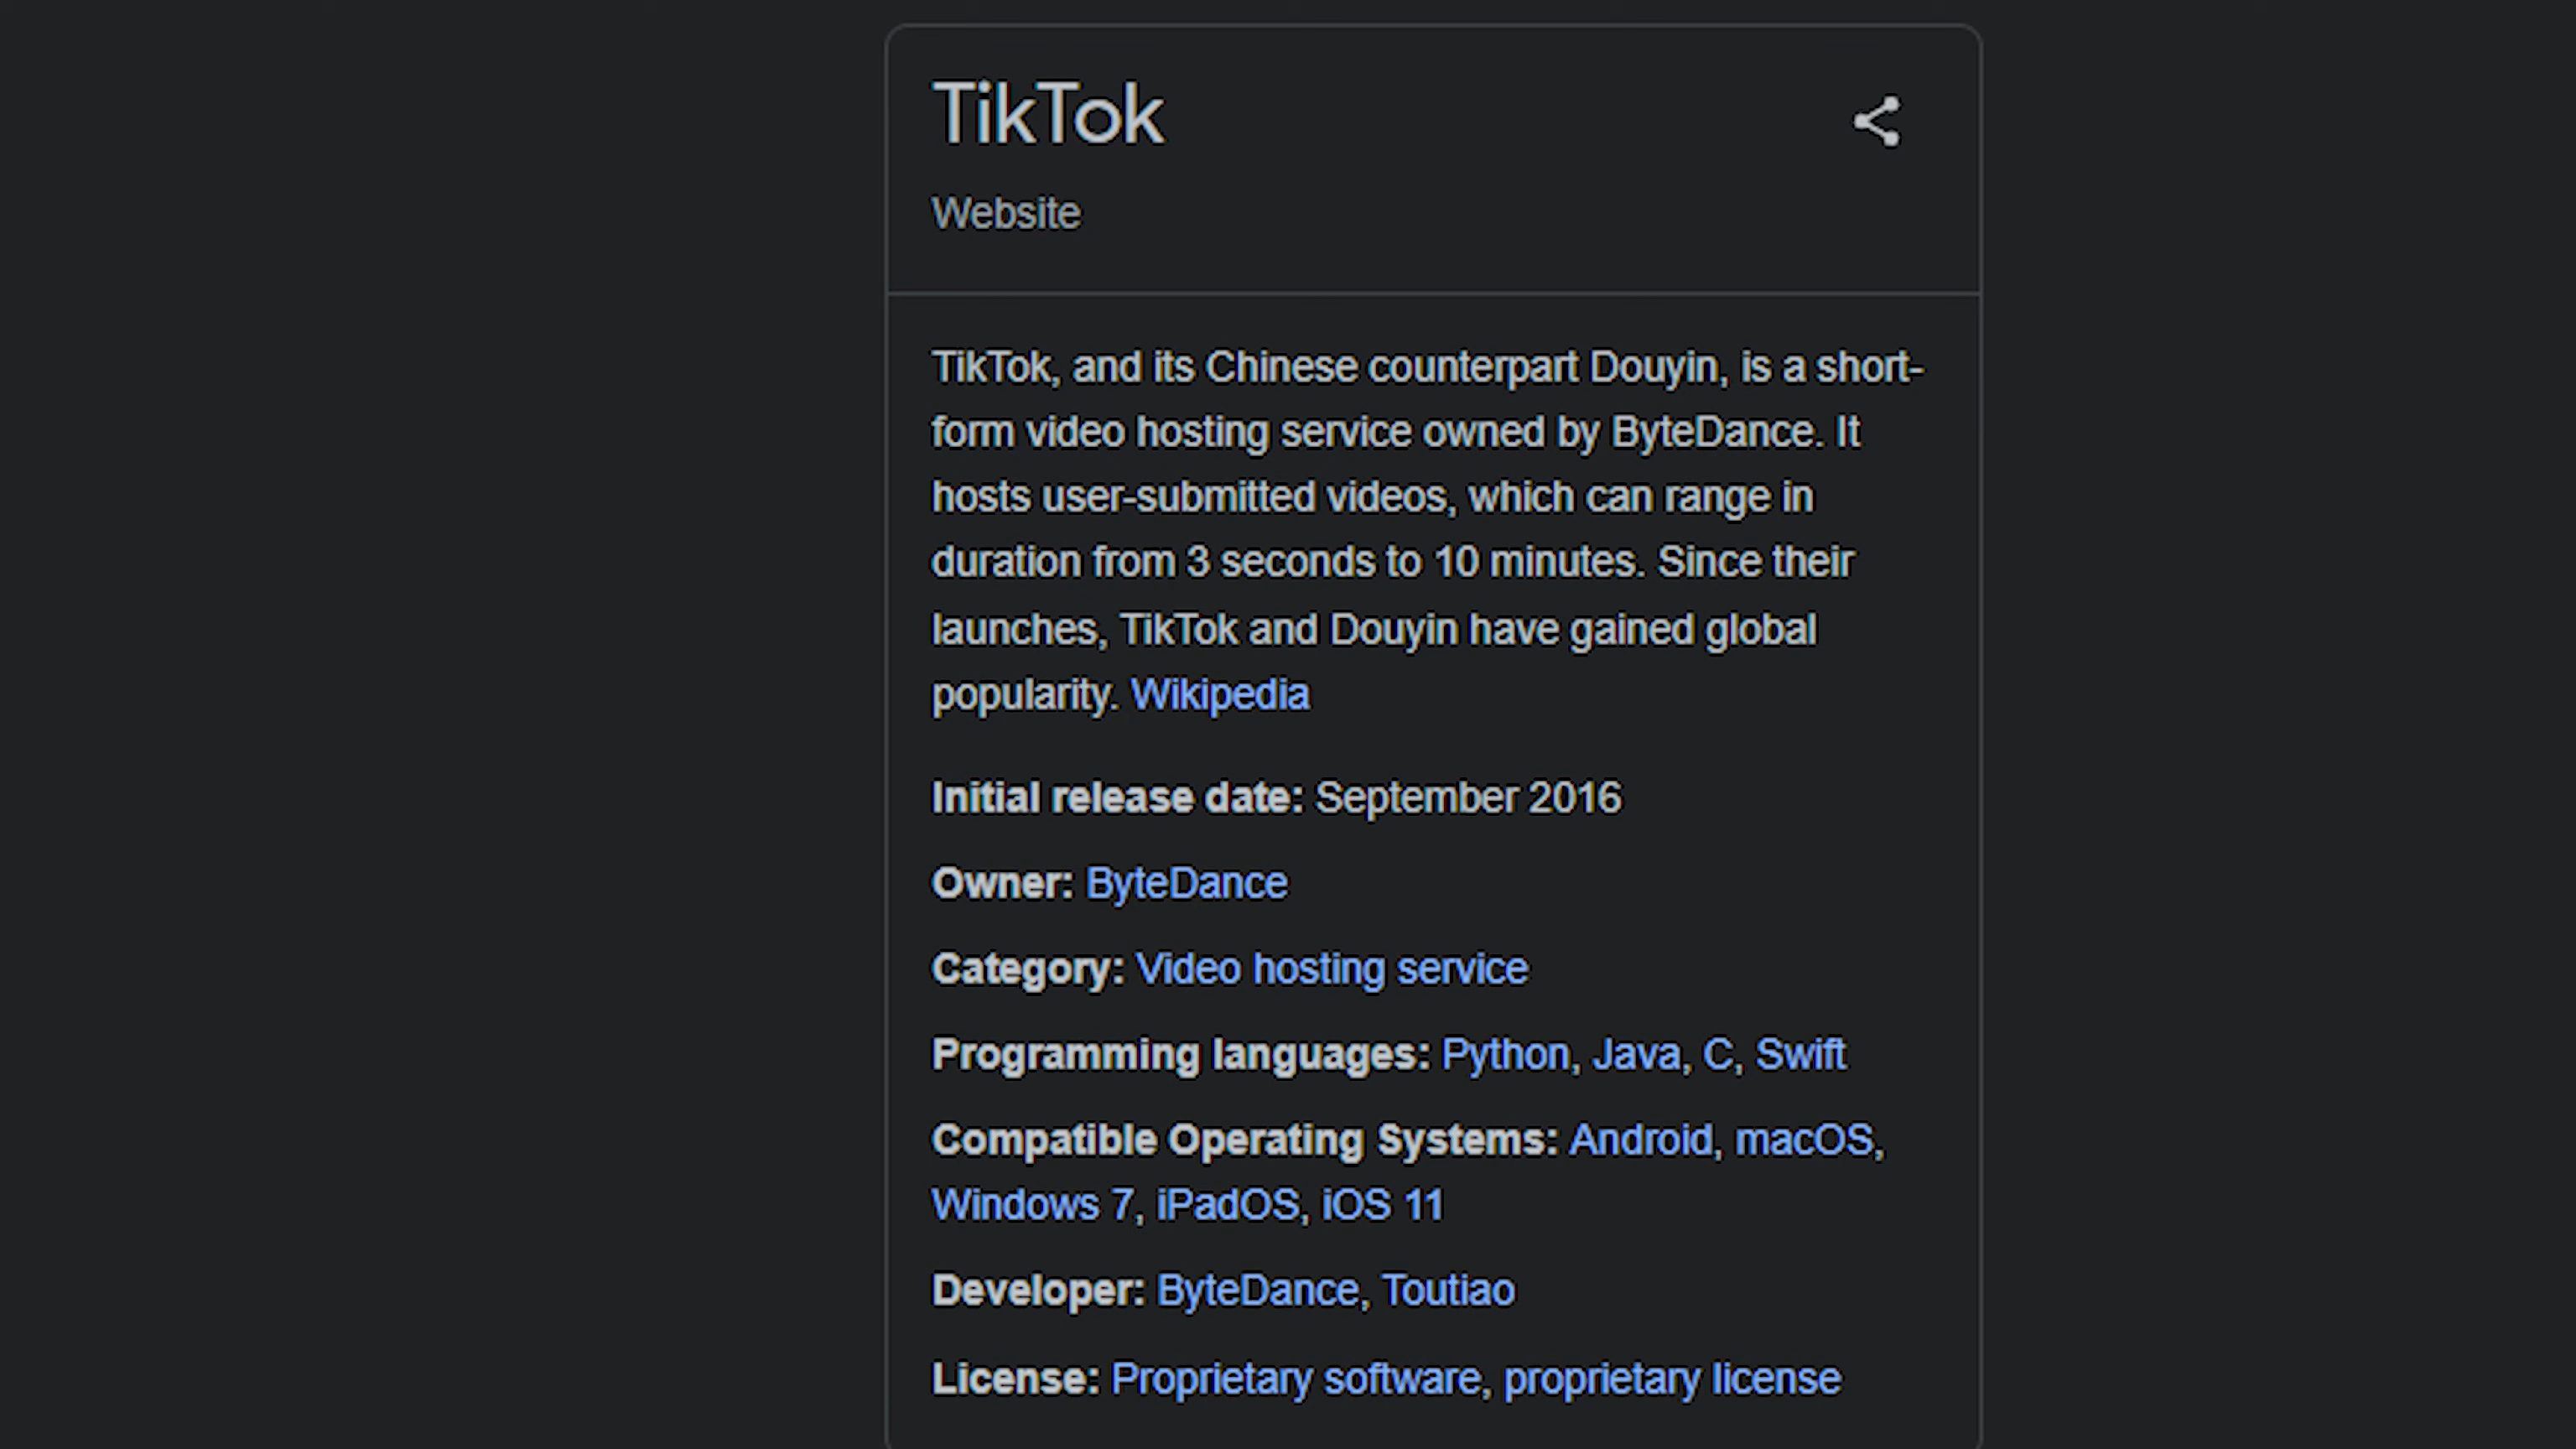 TikTok
Website
TikTok, and its Chinese counterpart Douyin, is a short-
form video hosting service owned by ByteDance. It
hosts user-submitted videos, which can range in
duration from 3 seconds to 10 minutes. Since their
launches, TikTok and Douyin have gained global
popularity. Wikipedia
Initial release date: September 2016
Owner: ByteDance
Category: Video hosting service
Programming languages: Python, Java, C, Swift
Compatible Operating Systems: Android, macOS,
Windows 7, iPadOS, iOS 11
Developer: ByteDance, Toutiao
License: Proprietary software, proprietary license